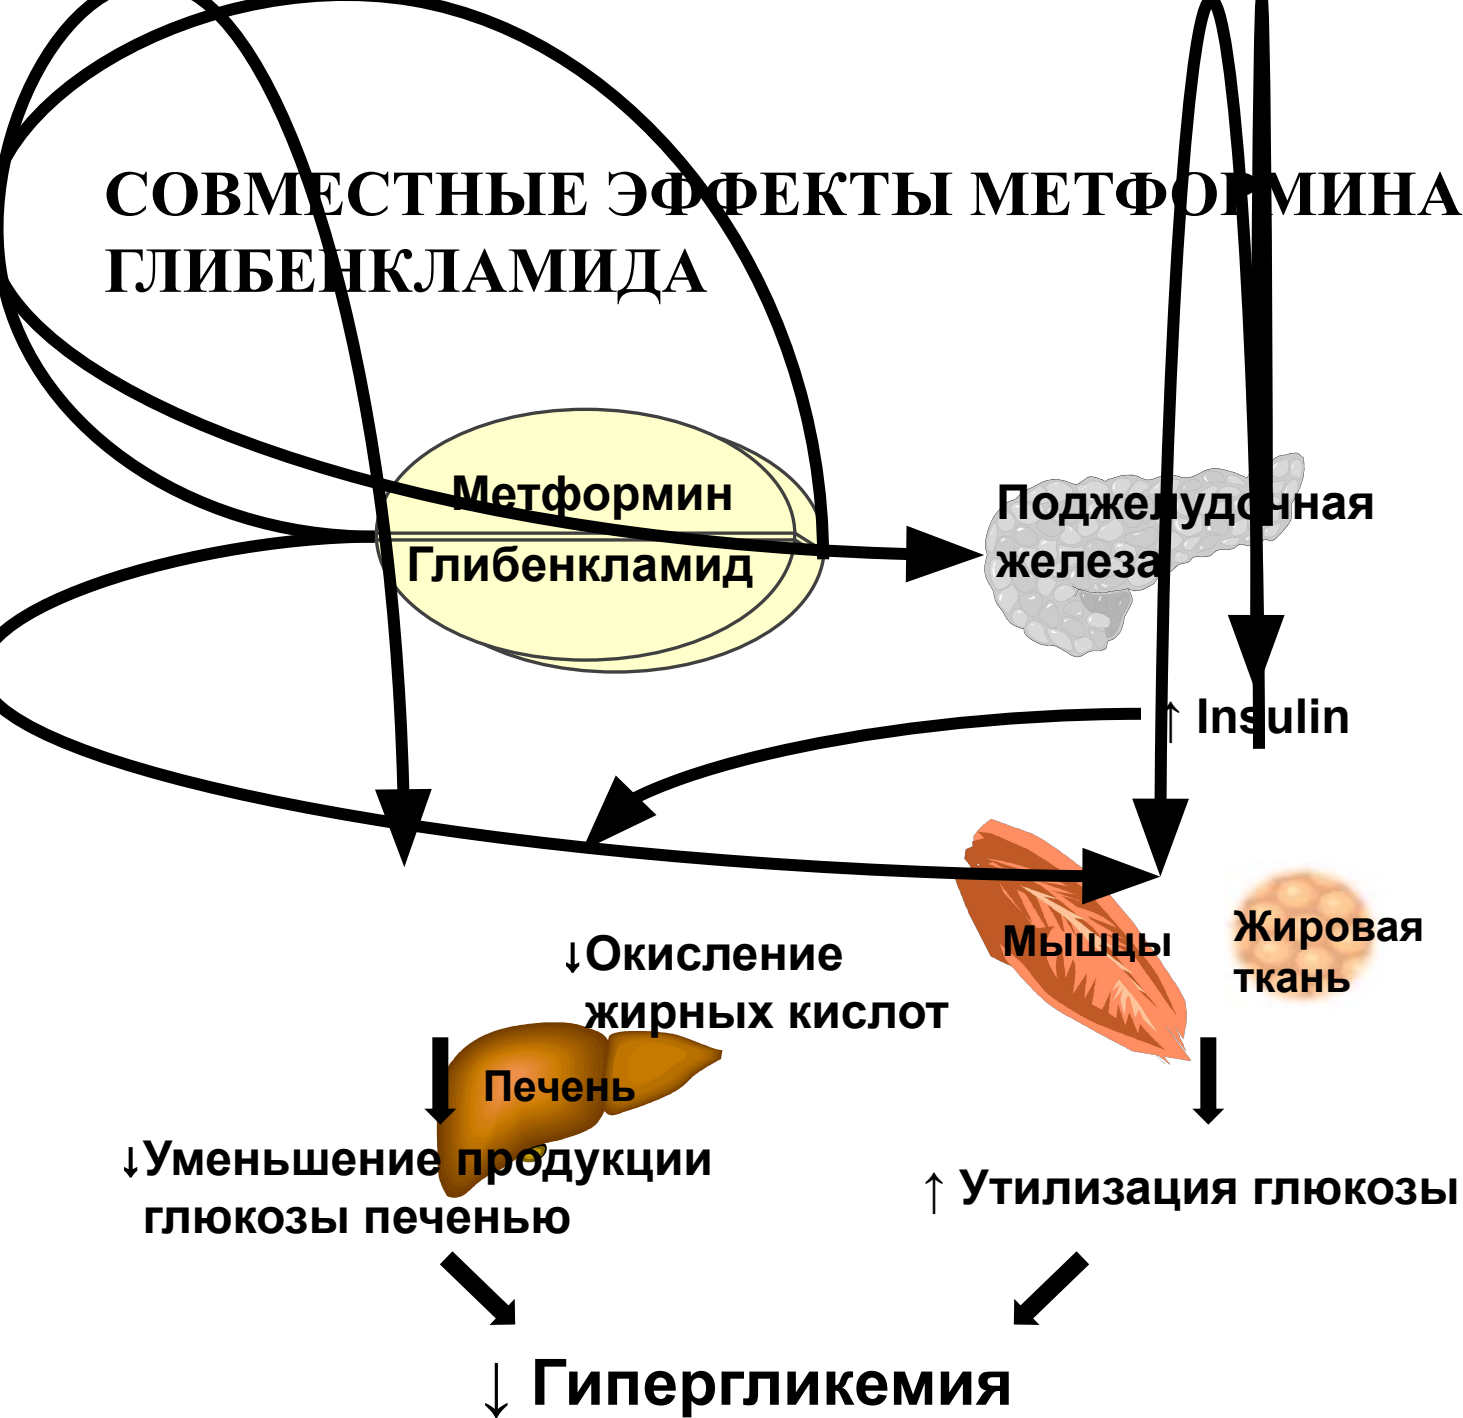 СОВМЕСТНЫЕ ЭФФЕКТЫ МЕТФОРМИНА
ГЛИБЕНКЛАМИДА
Метформин
Глибенкламид
Поджелудочная
железа
↑ Insulin
Мышцы
Жировая
ткань
↓Окисление
жирных кислот
Печень
↓Уменьшение продукции
глюкозы печенью
↑ Утилизация глюкозы
↓ Гипергликемия